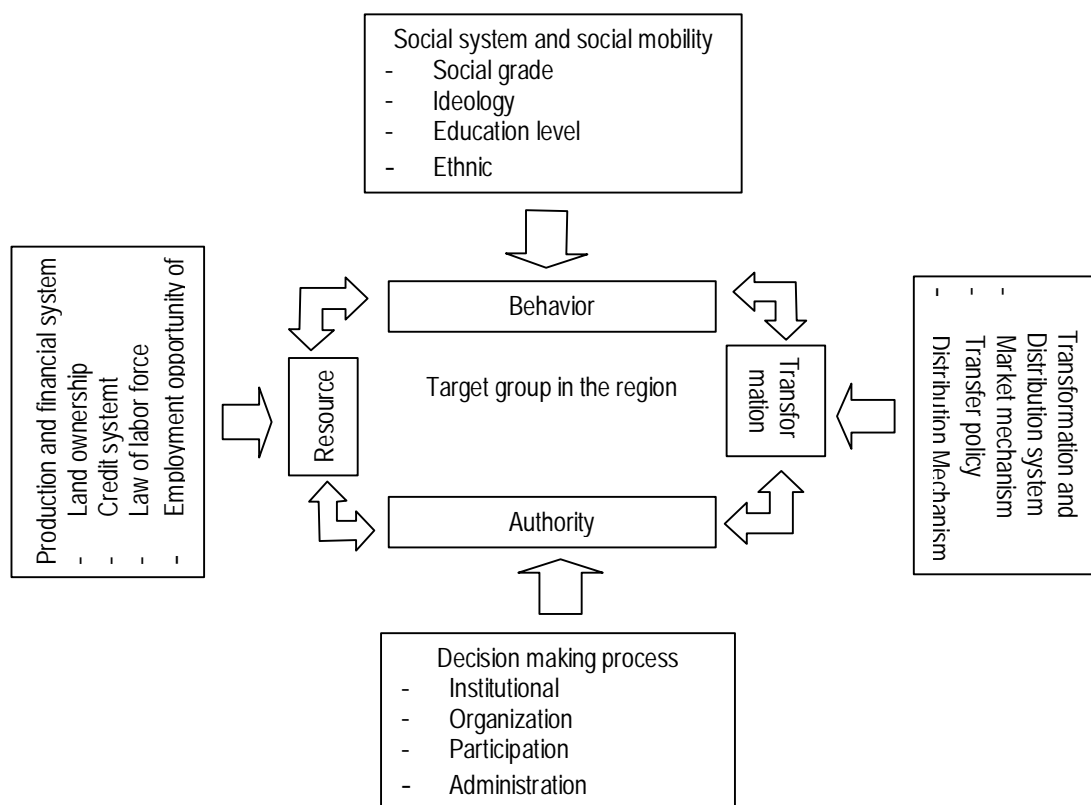 Social system and social mobility
- Social grade
- Ideology
- Education level
- Ethnic
Production and financial system
- Land ownership
- Credit systemt
- Law of labor force
- Employment opportunity of
Behavior
Resource
Target group in the region
Transfor
mation
Authority
Transformation and
Distribution system
- Market mechanism
- Transfer policy
- Distribution Mechanism
Decision making process
- Institutional
- Organization
- Participation
- Administration